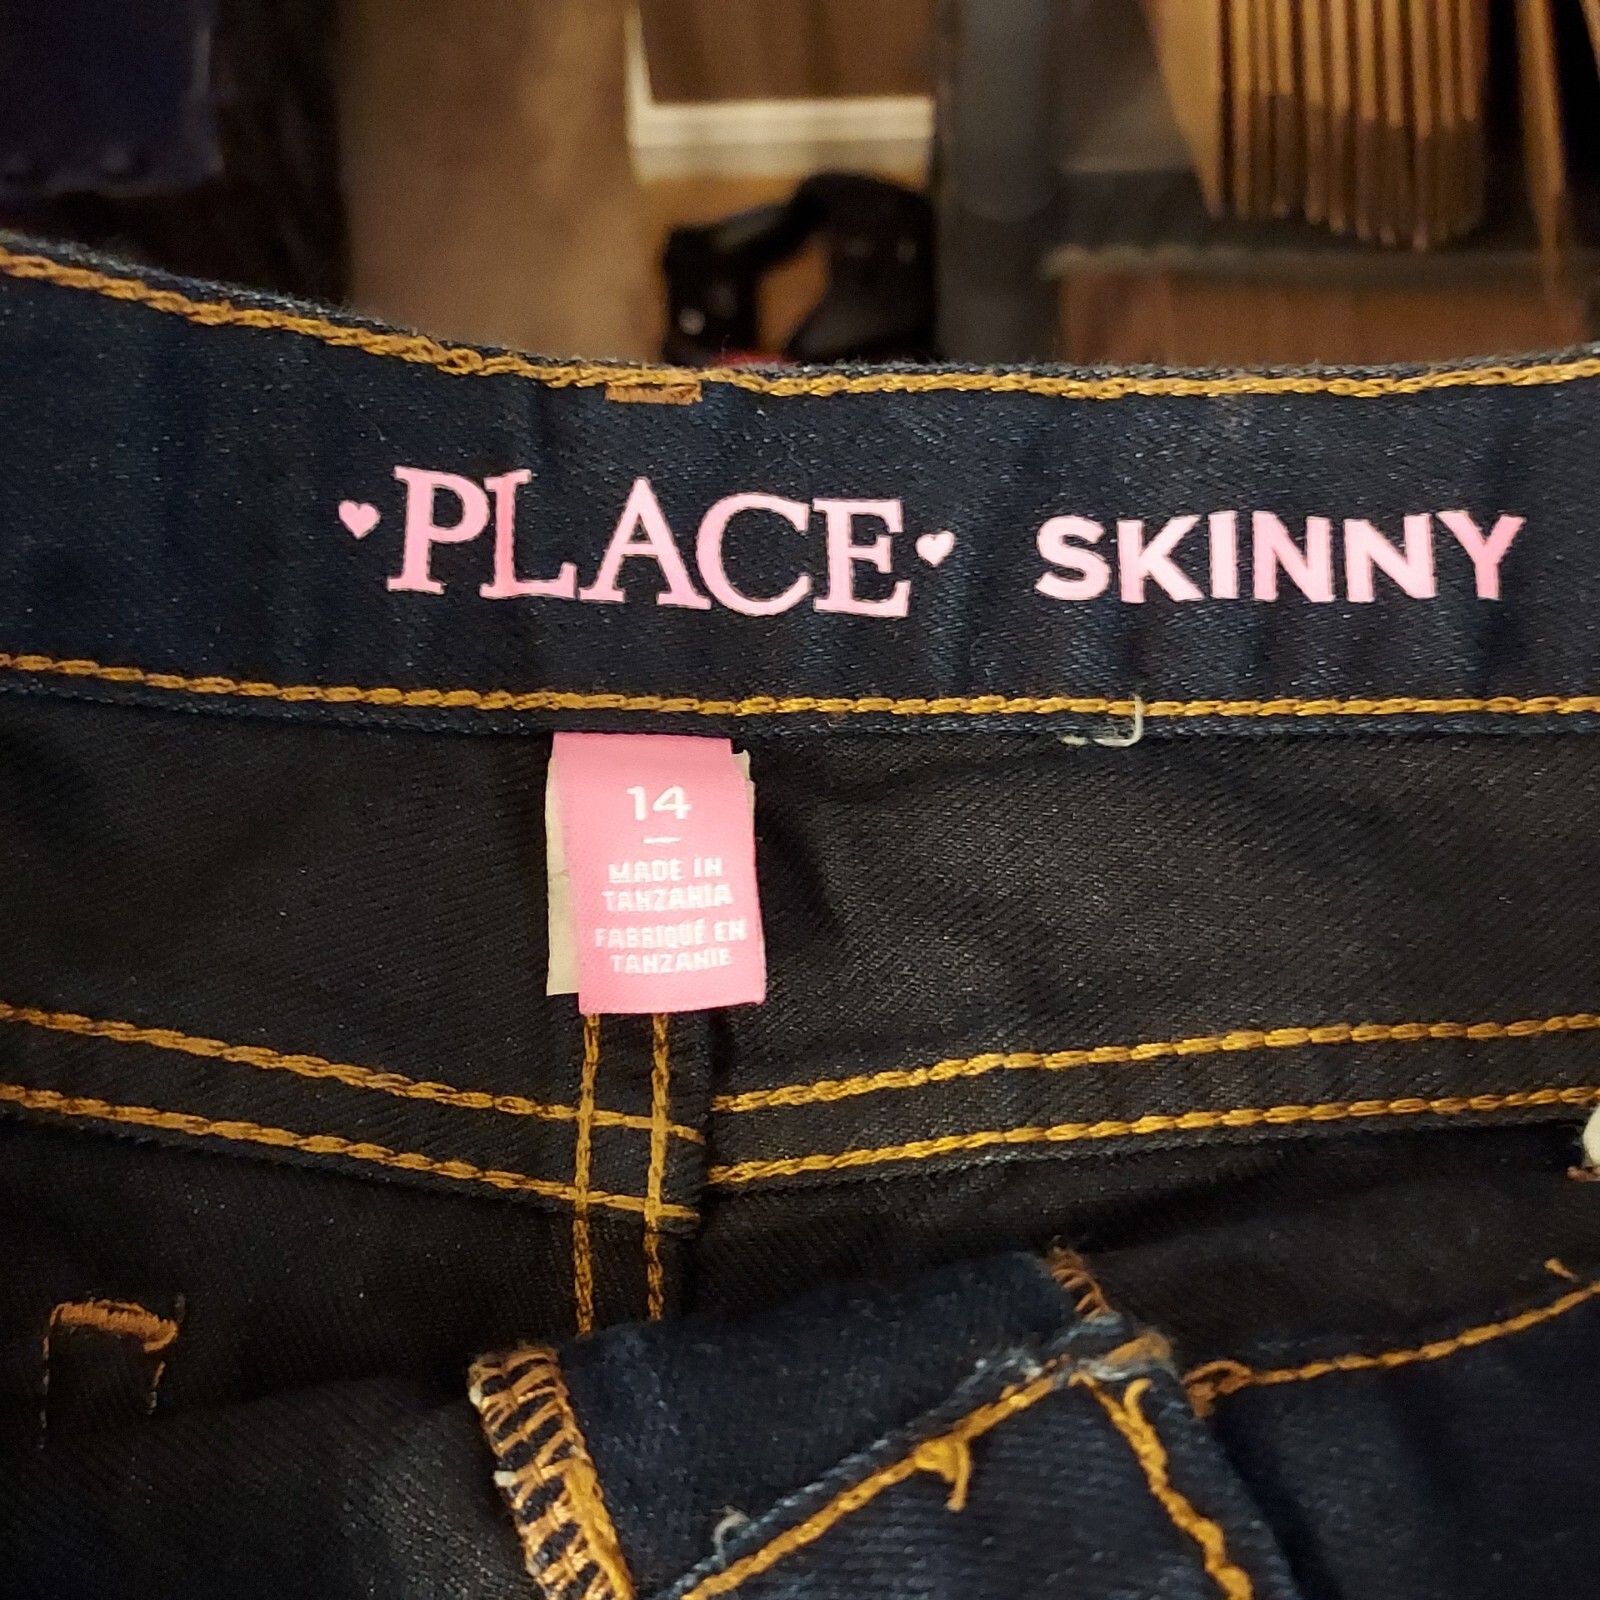 PLACE SKINNY
14
MADE IN
TANZANIA
FABRIQUÉ EN
TANZANIE